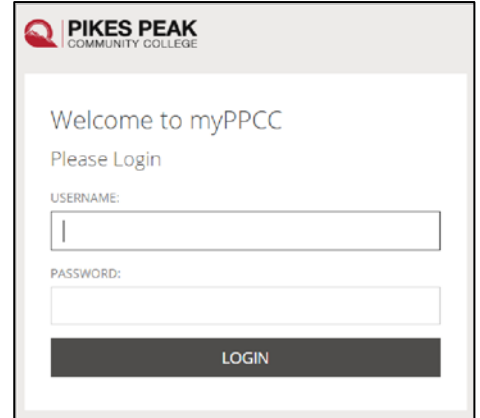 PIKES PEAK
COMMUNITY COLLEGE
Welcome to myPPCC
Please Login
USERNAME:
PASSWORD:
LOGIN